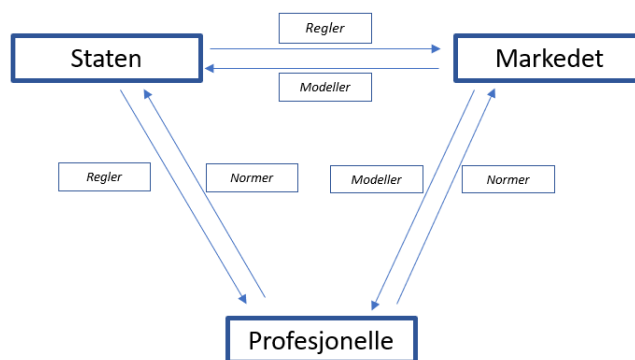 Regler
Staten
Markedet
Modeller
Regler
Normer
Modeller
Normer
Profesjonelle